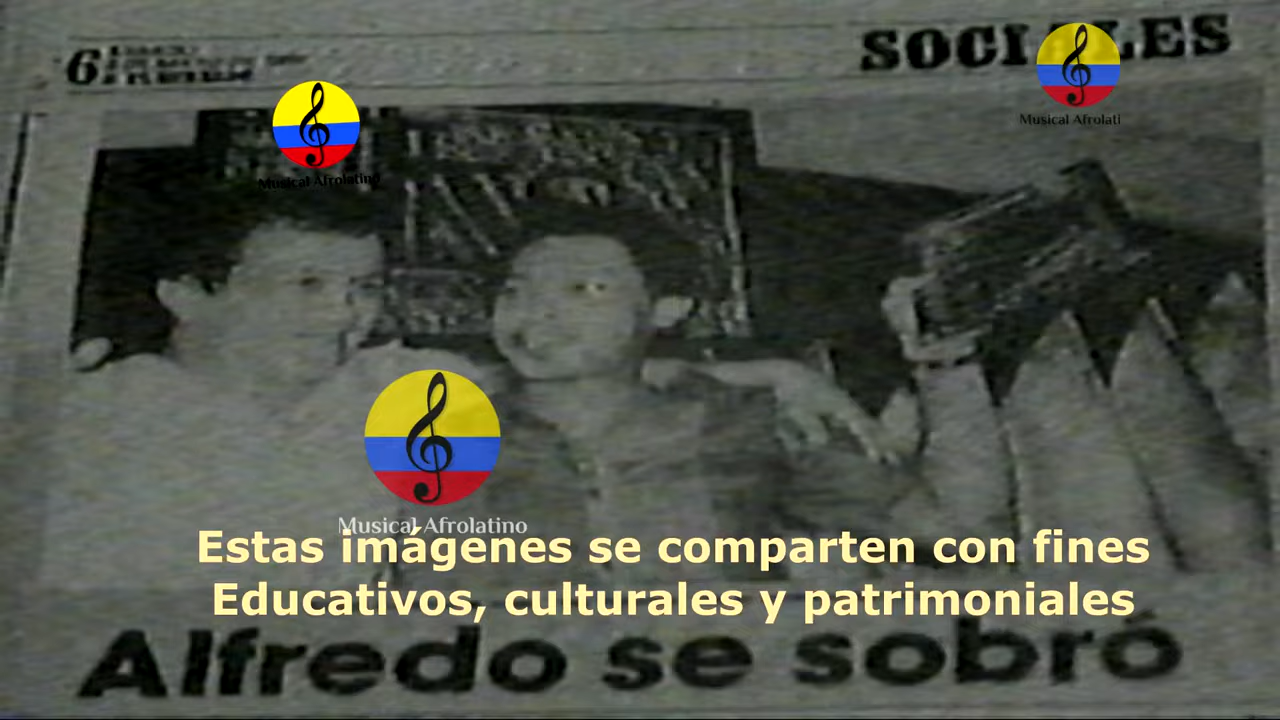 6
SOCI LES
Musical Afrolati
Musical Afrolatino
Musical Afrolatino
Estas imágenes se comparten con fines
Educativos, culturales y patrimoniales
Alfredo se sobró